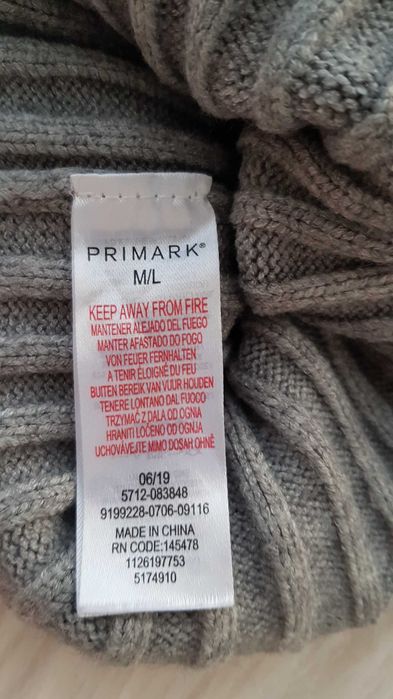 PRIMARK®
M/L
KEEP AWAY FROM FIRE
MANTENER ALEJADO DEL FUEGO
MANTER AFASTADO DO FOGO
VON FEUER FERNHALTEN
A TENIR ÉLOIGNÉ DU FEU
BUITEN BEREIK VAN VUUR HOUDEN
TENERE LONTANO DAL FUOCO
TRZYMAĆ Z DALA OD OGNIA
HRANITI LOČENO OD OGNJA
UCHOVÁVEJTE MIMO DOSAH OHNĚ
06/19
5712-083848
9199228-0706-09116
MADE IN CHINA
RN CODE:145478
1126197753
5174910